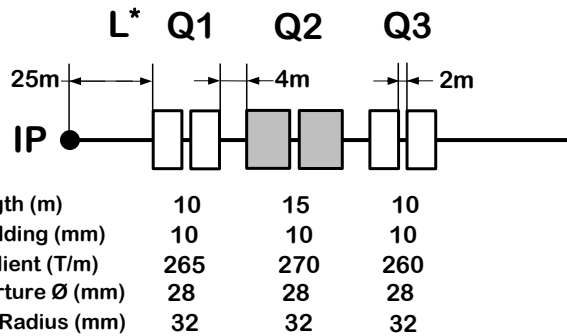 L* Q1 Q2 Q3
25m 4m 2m
IP
gth (m) 10 15 10
lding (mm) 10 10 10
dient (T/m) 265 270 260
rture Ø (mm) 28 28 28
Radius (mm) 32 32 32